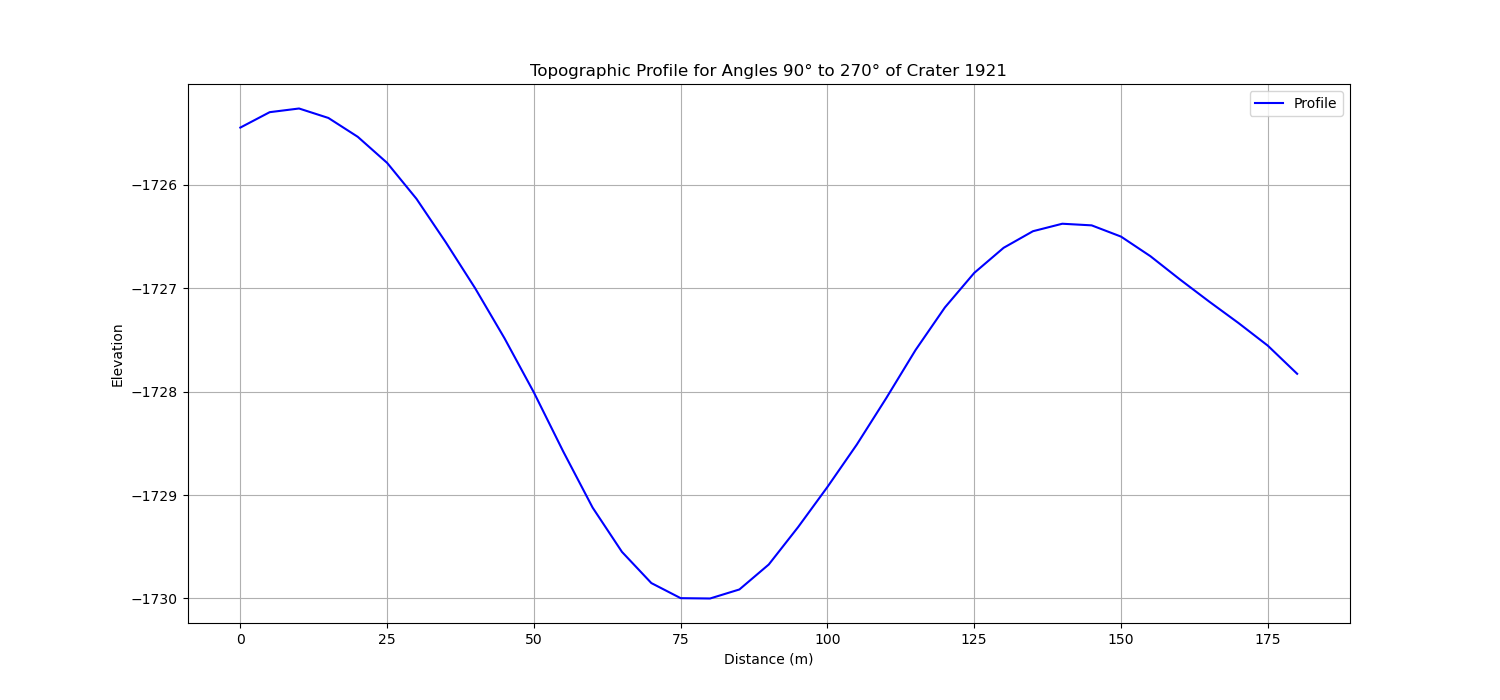 Topographic Profile for Angles 90° to 270° of Crater 1921
Profile
−1726
−1727
−1728
−1729
−1730
Elevation
0 25 50 75 100 125 150 175
Distance (m)